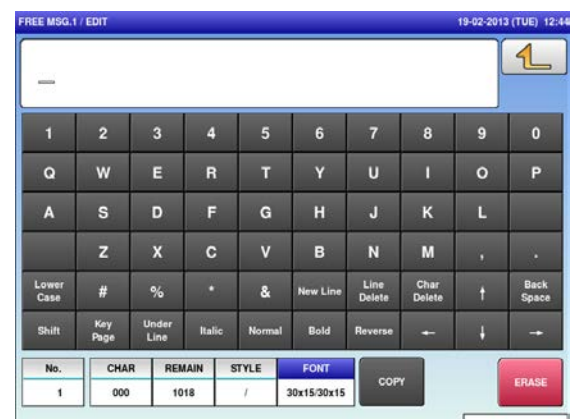 FREE MSG.1 / EDIT 19-02-2013 (TUE) 12:44
1 2 3 4 5 6 7 8 9 0
Q W E R T Y U I O P
A S D F G H J K L
Z X C V B N M , .
Lower Case # % * & New Line Line Delete Char Delete ↑ Back Space
Shift Key Page Under Line Italic Normal Bold Reverse ← ↓ →
No. CHAR REMAIN STYLE FONT COPY ERASE
1 000 1018 / 30x15/30x15